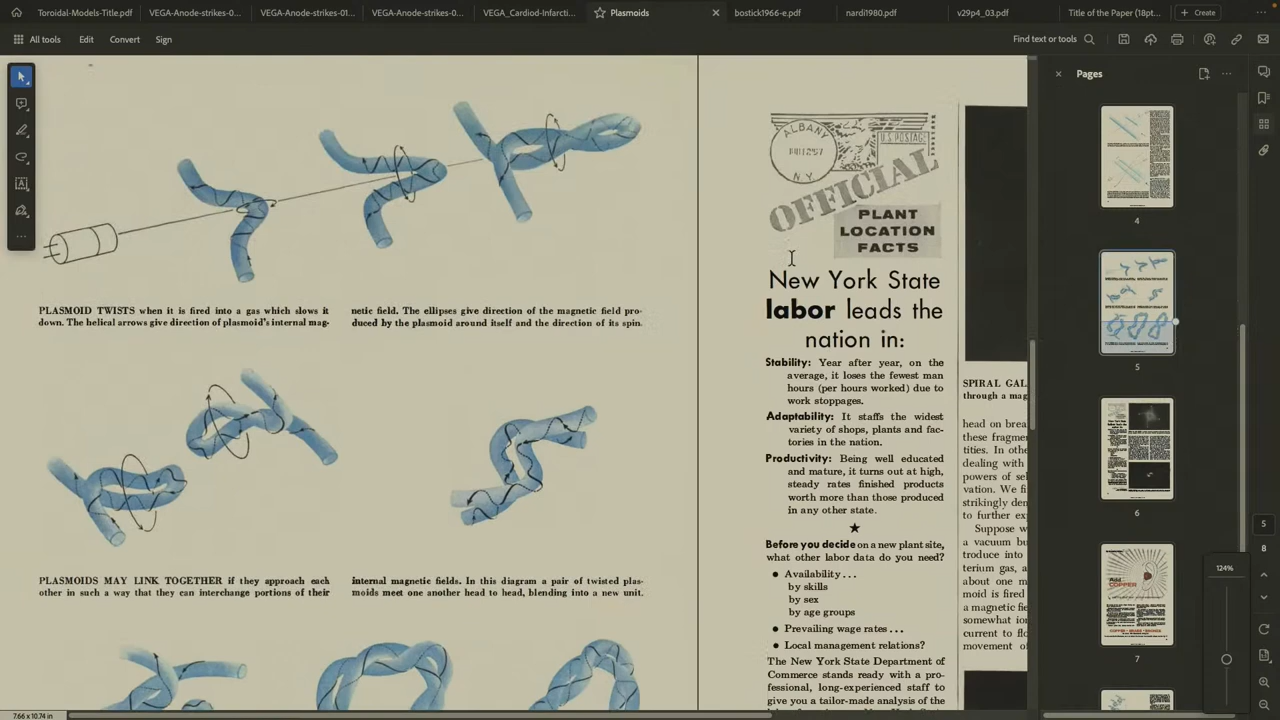 Toroidal-Models-Title.pdf
VEGA-Anode-strikes-0...
VEGA-Anode-strikes-01...
VEGA-Anode-strikes-0...
VEGA_Cardiod-Infarcti...
Plasmoids
bostick1966-e.pdf
nardi1980.pdf
v29p4_03.pdf
Title of the Paper (18pt...
Create
All tools
Edit
Convert
Sign
Find text or tools
PLASMOID TWISTS when it is fired into a gas which slows it
down. The helical arrows give direction of plasmoid's internal mag-
netic field. The ellipses give direction of the magnetic field pro-
duced by the plasmoid around itself and the direction of its spin.
PLASMOIDS MAY LINK TOGETHER if they approach each
other in such a way that they can interchange portions of their
internal magnetic fields. In this diagram a pair of twisted plas-
moids meet one another head to head, blending into a new unit.
ALBANY
N.Y.
U.S.POSTAGE
OFFICIAL
PLANT
LOCATION
FACTS
New York State
labor leads the
nation in:
Stability: Year after year, on the
average, it loses the fewest man
hours (per hours worked) due to
work stoppages.
Adaptability: It staffs the widest
variety of shops, plants and fac-
tories in the nation.
Productivity: Being well educated
and mature, it turns out at high,
steady rates finished products
worth more than those produced
in any other state.
★
Before you decide on a new plant site,
what other labor data do you need?
• Availability...
by skills
by sex
by age groups
• Prevailing wage rates...
• Local management relations?
The New York State Department of
Commerce stands ready with a pro-
fessional, long-experienced staff to
give you a tailor-made analysis of the
SPIRAL GAL
through a mag
head on brea
these fragmen
tities. In othe
dealing with
powers of sel
vation. We fi
strikingly den
to further ex
Suppose w
a vacuum bu
troduce into
terium gas, a
about one m
moid is fired
a magnetic fie
somewhat ion
current to flo
movement of
Pages
4
5
6
COPPER
7
5
8
124%
7.66 x 10.74 in